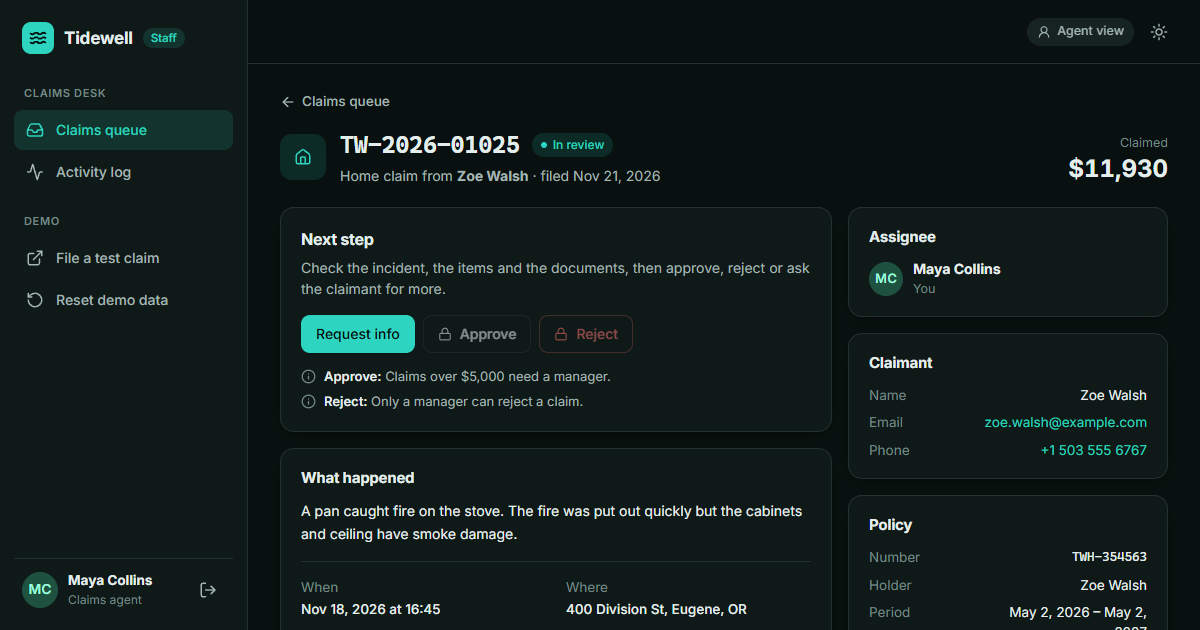 Tidewell
Staff
CLAIMS DESK
Claims queue
Activity log
DEMO
File a test claim
Reset demo data
MC
Maya Collins
Claims agent
Agent view
Claims queue
TW-2026-01025
In review
Home claim from Zoe Walsh · filed Nov 21, 2026
Claimed
$11,930
Next step
Check the incident, the items and the documents, then approve, reject or ask
the claimant for more.
Request info
Approve
Reject
Approve: Claims over $5,000 need a manager.
Reject: Only a manager can reject a claim.
What happened
A pan caught fire on the stove. The fire was put out quickly but the cabinets
and ceiling have smoke damage.
When
Nov 18, 2026 at 16:45
Where
400 Division St, Eugene, OR
Assignee
MC
Maya Collins
You
Claimant
Name
Zoe Walsh
Email
zoe.walsh@example.com
Phone
+1 503 555 6767
Policy
Number
TWH-354563
Holder
Zoe Walsh
Period
May 2, 2026 – May 2,